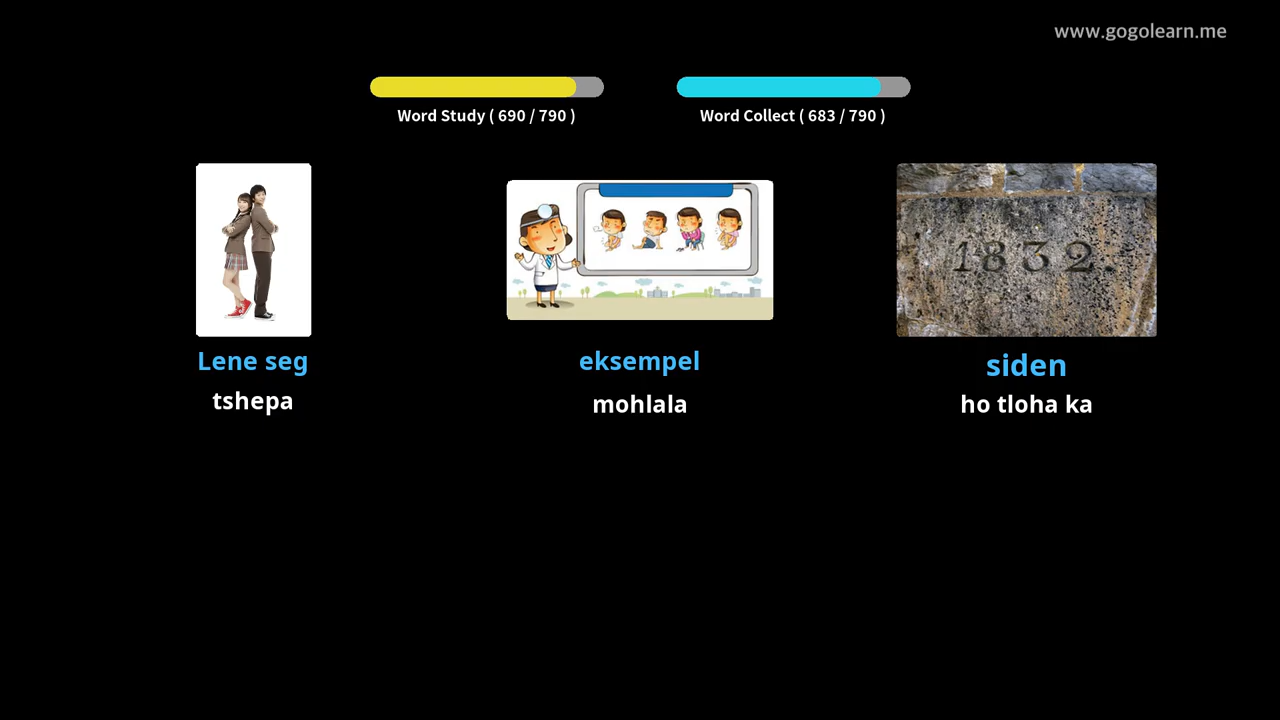 www.gogolearn.me
Word Study ( 690 / 790 )
Word Collect ( 683 / 790 )
1832.
Lene seg
eksempel
siden
tshepa
mohlala
ho tloha ka